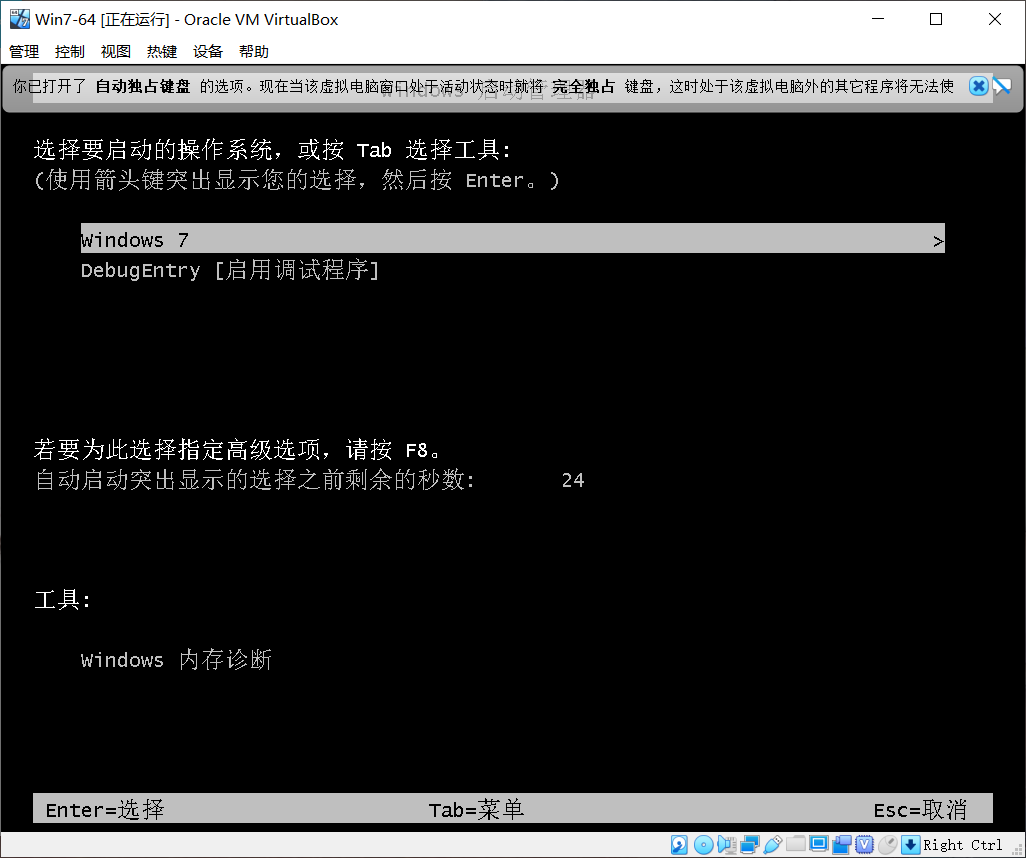 Win7-64 [正在运行] - Oracle VM VirtualBox
管理 控制 视图 热键 设备 帮助
你已打开了 自动独占键盘 的选项。现在当该虚拟电脑窗口处于活动状态时就将 完全独占 键盘，这时处于该虚拟电脑外的其它程序将无法使
Windows 启动管理器
选择要启动的操作系统，或按 Tab 选择工具:
(使用箭头键突出显示您的选择，然后按 Enter。)
Windows 7 >
DebugEntry [启用调试程序]
若要为此选择指定高级选项，请按 F8。
自动启动突出显示的选择之前剩余的秒数: 24
工具:
Windows 内存诊断
Enter=选择 Tab=菜单 Esc=取消
Right Ctrl